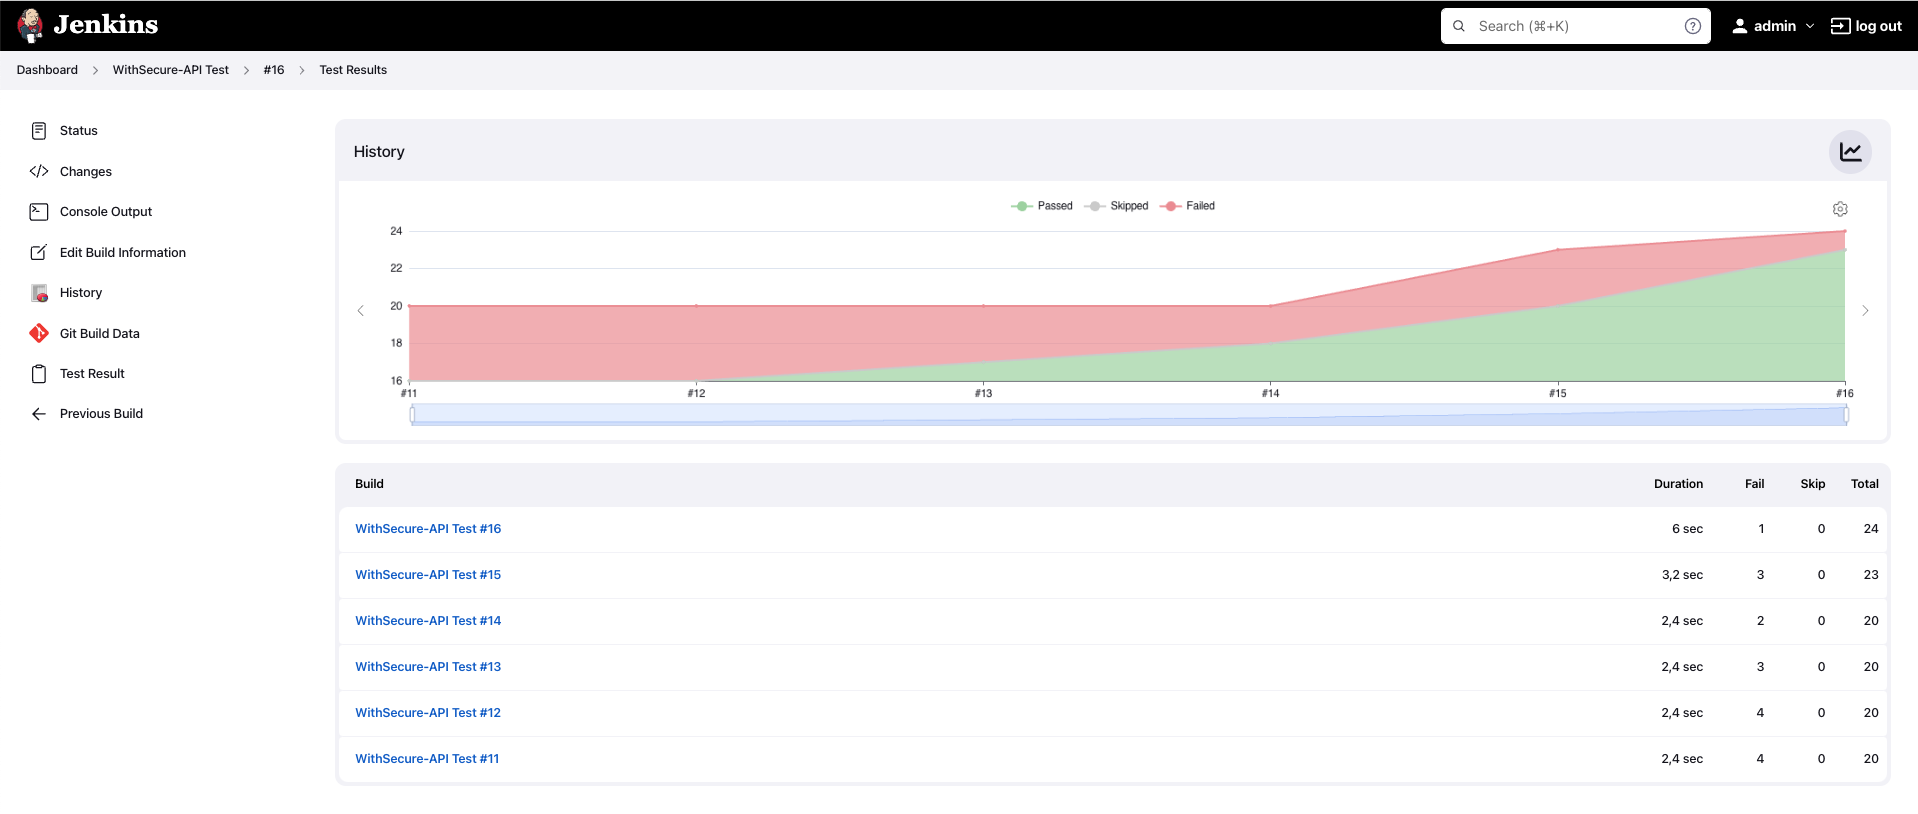 Jenkins
Search (⌘+K)
admin
log out
Dashboard
WithSecure-API Test
#16
Test Results
Status
Changes
Console Output
Edit Build Information
History
Git Build Data
Test Result
Previous Build
History
Passed Skipped Failed
24
22
20
18
16
#11 #12 #13 #14 #15 #16
Build Duration Fail Skip Total
WithSecure-API Test #16 6 sec 1 0 24
WithSecure-API Test #15 3,2 sec 3 0 23
WithSecure-API Test #14 2,4 sec 2 0 20
WithSecure-API Test #13 2,4 sec 3 0 20
WithSecure-API Test #12 2,4 sec 4 0 20
WithSecure-API Test #11 2,4 sec 4 0 20